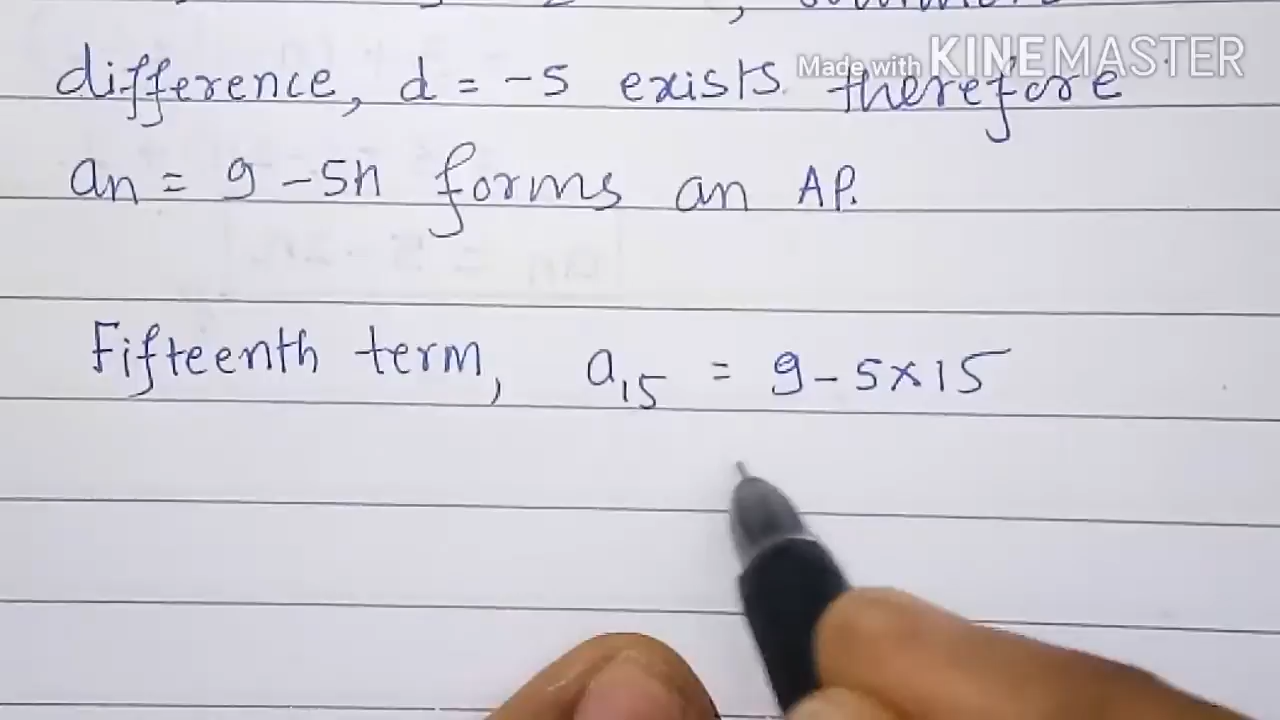 Made with KINEMASTER
difference, d = -5 exists therefore
an = 9 - 5n forms an AP.
Fifteenth term, a15 = 9 - 5×15